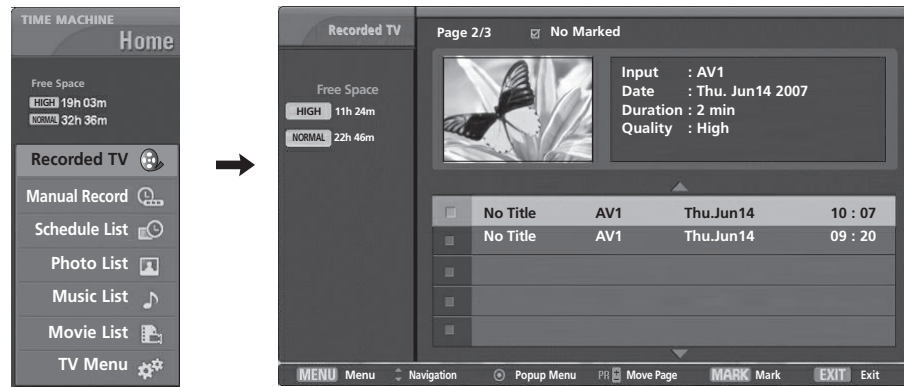 TIME MACHINE
Home
Free Space
HIGH 19h 03m
NORMAL 32h 36m
Recorded TV
Manual Record
Schedule List
Photo List
Music List
Movie List
TV Menu
Recorded TV
Free Space
HIGH 11h 24m
NORMAL 22h 46m
Page 2/3 No Marked
Input : AV1
Date : Thu. Jun14 2007
Duration : 2 min
Quality : High
No Title AV1 Thu.Jun14 10 : 07
No Title AV1 Thu.Jun14 09 : 20
MENU Menu Navigation Popup Menu PR Move Page MARK Mark EXIT Exit